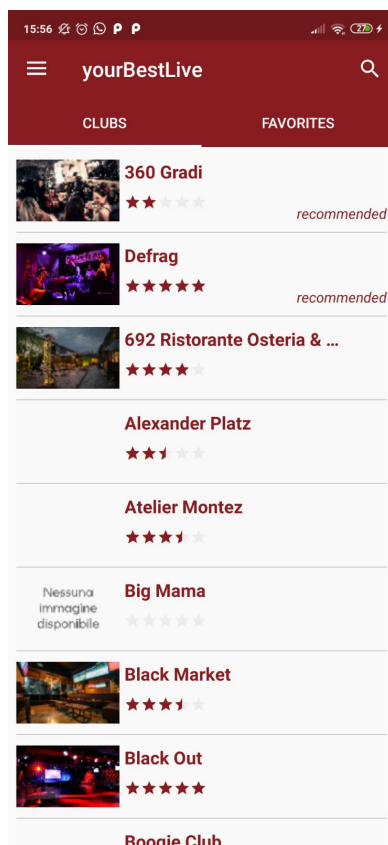 15:56 27
yourBestLive
CLUBS FAVORITES
360 Gradi
recommended
Defrag
recommended
692 Ristorante Osteria & ...
Alexander Platz
Atelier Montez
Nessuna
immagine
disponibile
Big Mama
Black Market
Black Out
Boogie Club